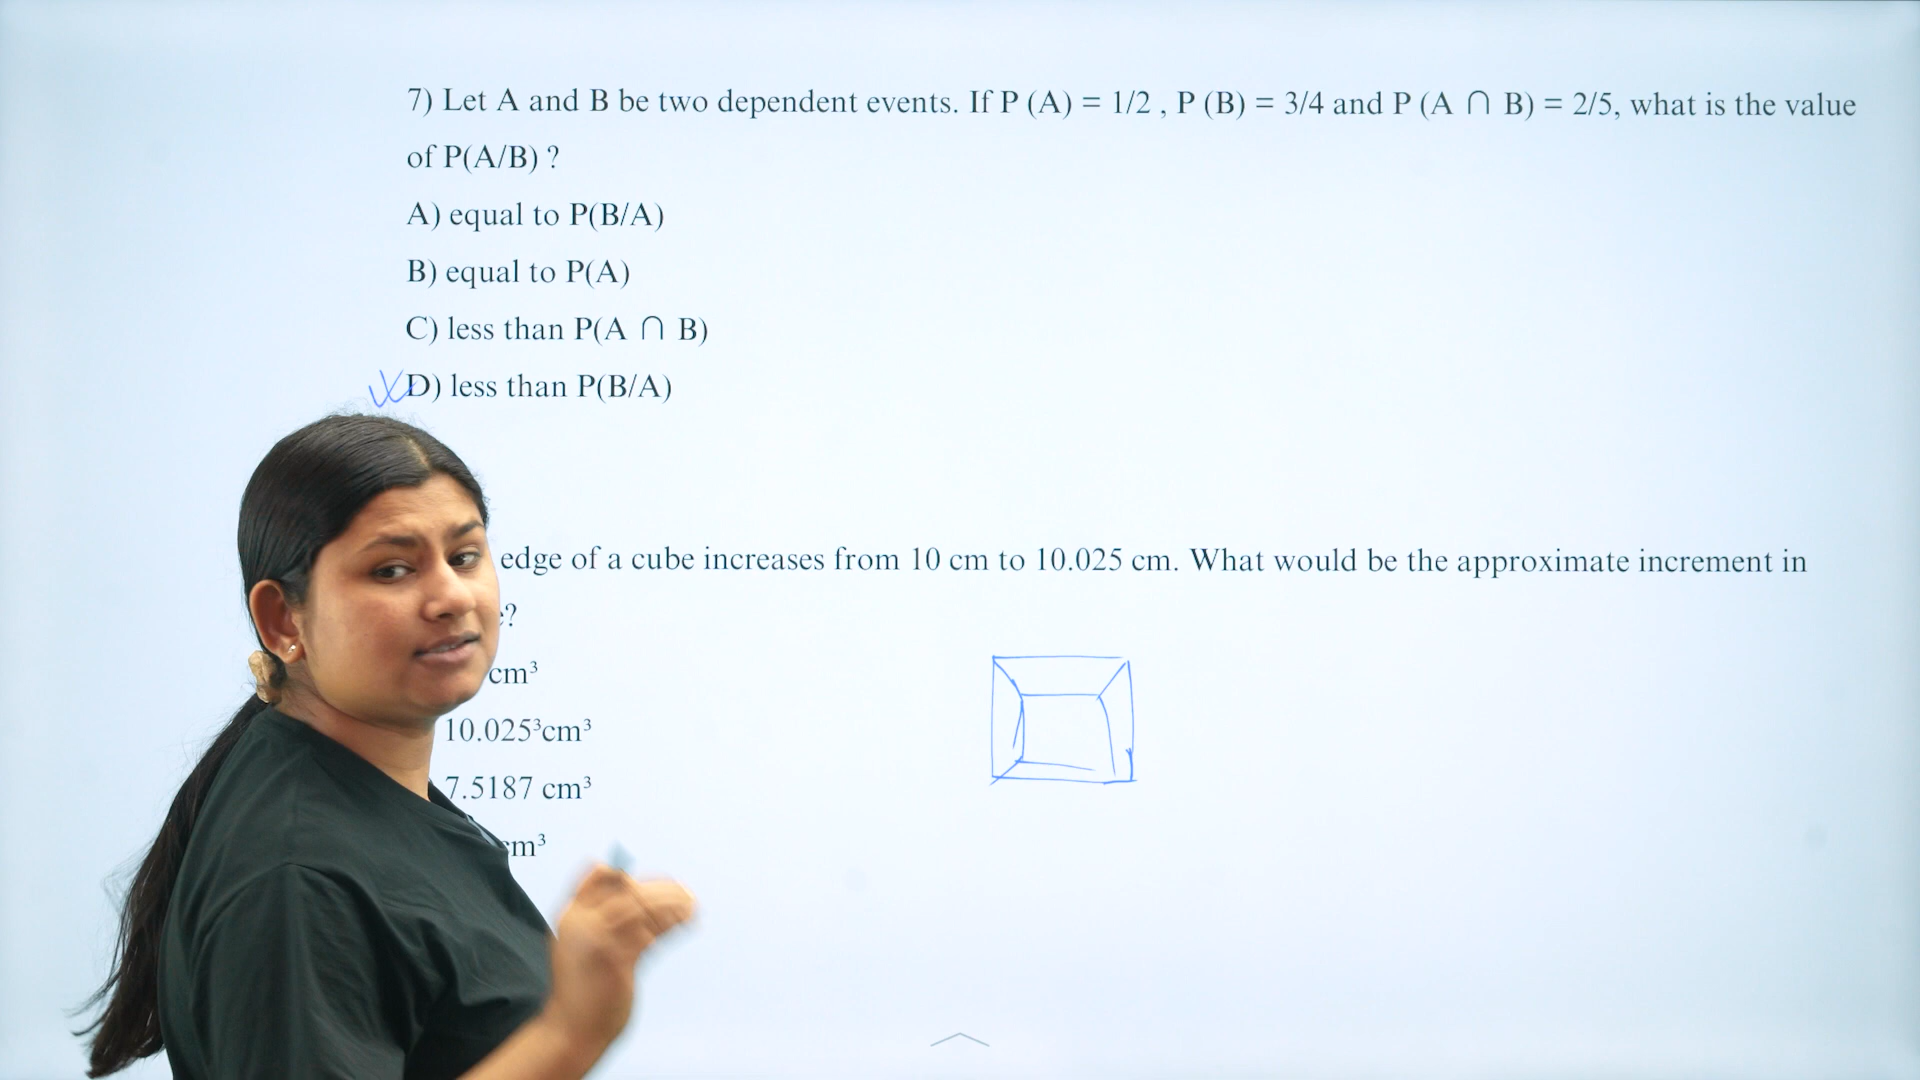 7) Let A and B be two dependent events. If P (A) = 1/2 , P (B) = 3/4 and P (A ∩ B) = 2/5, what is the value
of P(A/B) ?
A) equal to P(B/A)
B) equal to P(A)
C) less than P(A ∩ B)
D) less than P(B/A)
edge of a cube increases from 10 cm to 10.025 cm. What would be the approximate increment in
?
cm³
10.025³cm³
7.5187 cm³
cm³